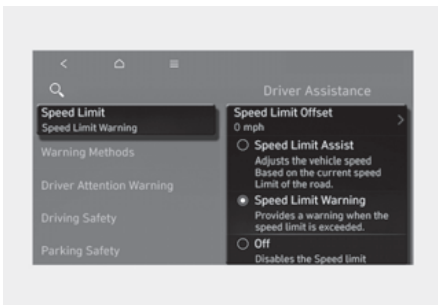 Driver Assistance
Speed Limit
Speed Limit Warning
Warning Methods
Driver Attention Warning
Driving Safety
Parking Safety
Speed Limit Offset
0 mph
Speed Limit Assist
Adjusts the vehicle speed
Based on the current speed
Limit of the road.
Speed Limit Warning
Provides a warning when the
speed limit is exceeded.
Off
Disables the Speed limit